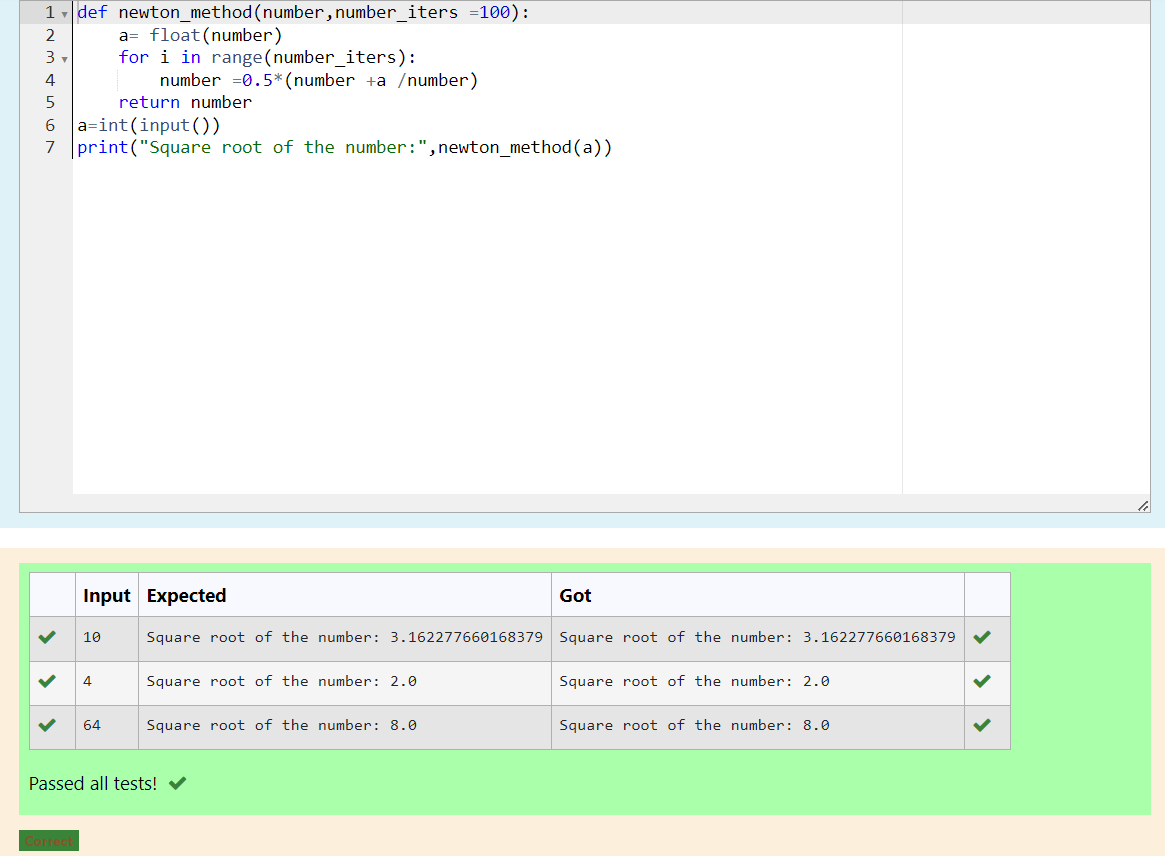 1 def newton_method(number,number_iters =100):
2     a= float(number)
3     for i in range(number_iters):
4         number =0.5*(number +a /number)
5     return number
6 a=int(input())
7 print("Square root of the number:",newton_method(a))
Input Expected Got
10 Square root of the number: 3.162277660168379 Square root of the number: 3.162277660168379
4 Square root of the number: 2.0 Square root of the number: 2.0
64 Square root of the number: 8.0 Square root of the number: 8.0
Passed all tests!
Correct